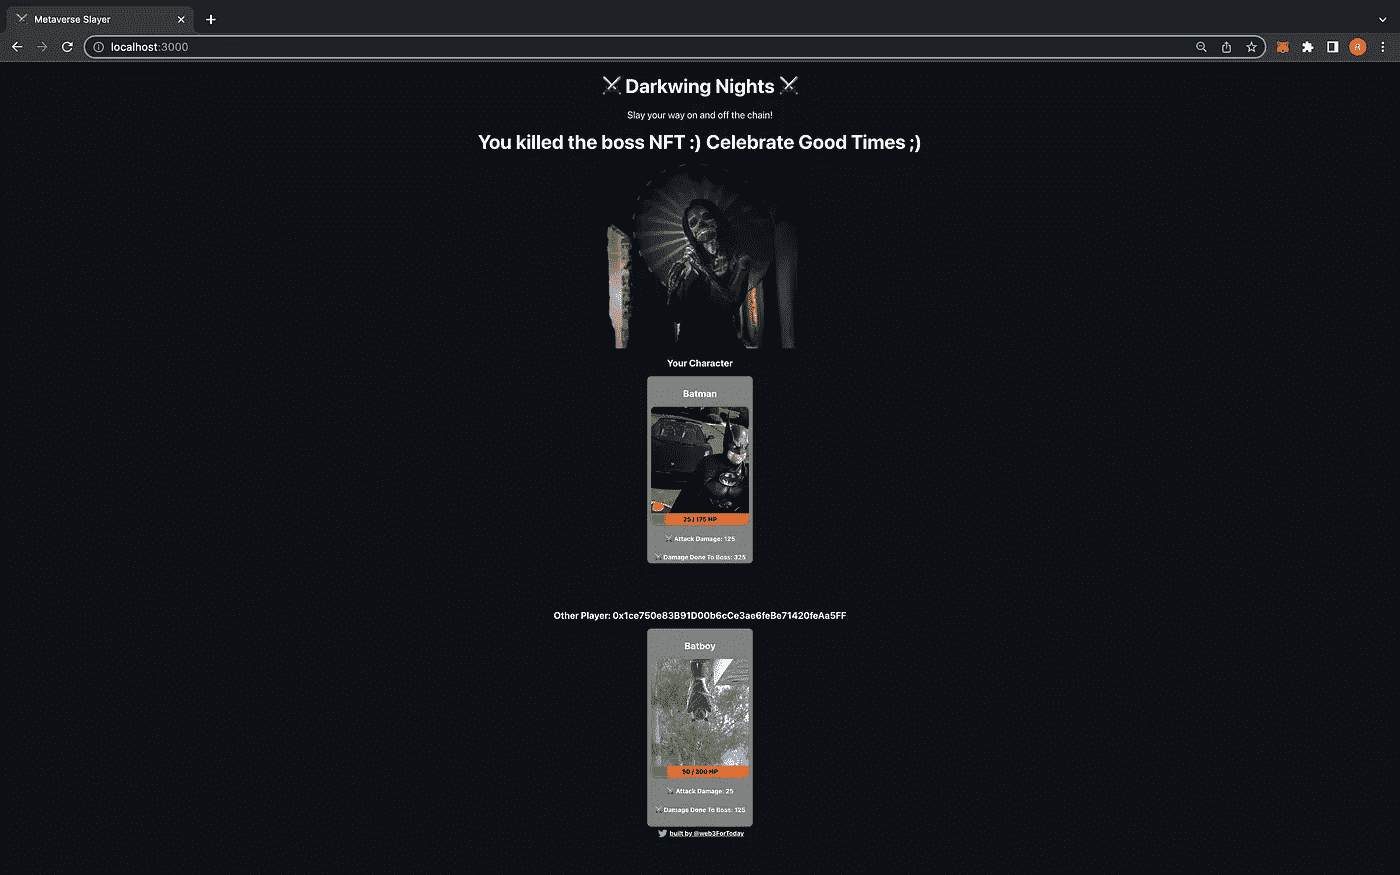 Metaverse Slayer
localhost:3000
R
Darkwing Nights
Slay your way on and off the chain!
You killed the boss NFT :) Celebrate Good Times ;)
Your Character
Batman
25 / 175 HP
Attack Damage: 125
Damage Done To Boss: 325
Other Player: 0x1ce750e83B91D00b6cCe3ae6feBe71420feAa5FF
Batboy
50 / 300 HP
Attack Damage: 25
Damage Done To Boss: 125
built by @web3ForToday